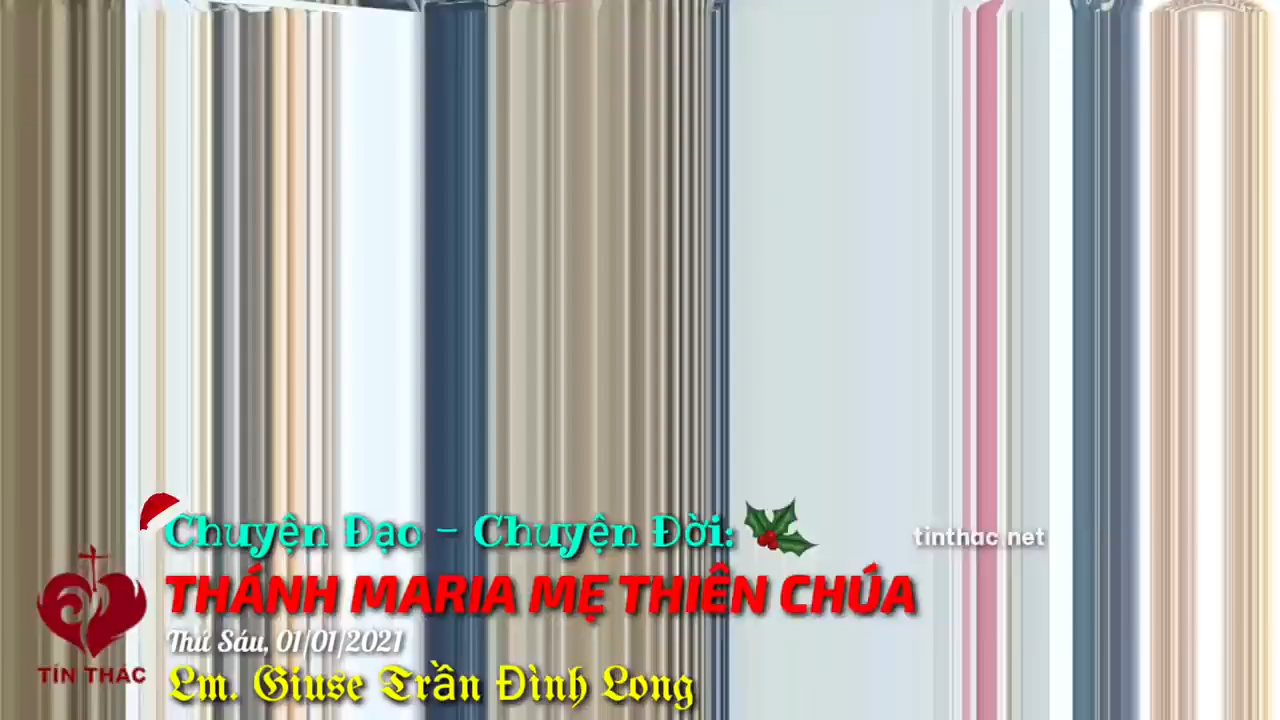 Chuyện Đạo - Chuyện Đời:
tinthac net
THÁNH MARIA MẸ THIÊN CHÚA
Thứ Sáu, 01/01/2021
TÍN THÁC
Lm. Giuse Trần Đình Long